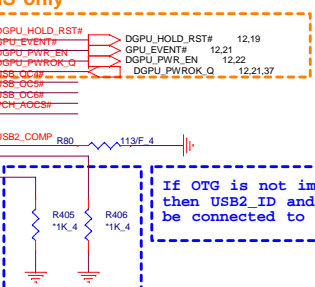 only
DGPU_HOLD_RST# DGPU_HOLD_RST# 12,19
GPU_EVENT# GPU_EVENT# 12,21
DGPU_PWR_EN DGPU_PWR_EN 12,22
DGPU_PWROK_Q DGPU_PWROK_Q 12,21,37
USB_OC4#
USB_OC5#
USB_OC6#
PCH_AOCS#
USB2_COMP R80 113/F_4
If OTG is not im
then USB2_ID and
be connected to
R405 R406
*1K_4 *1K_4